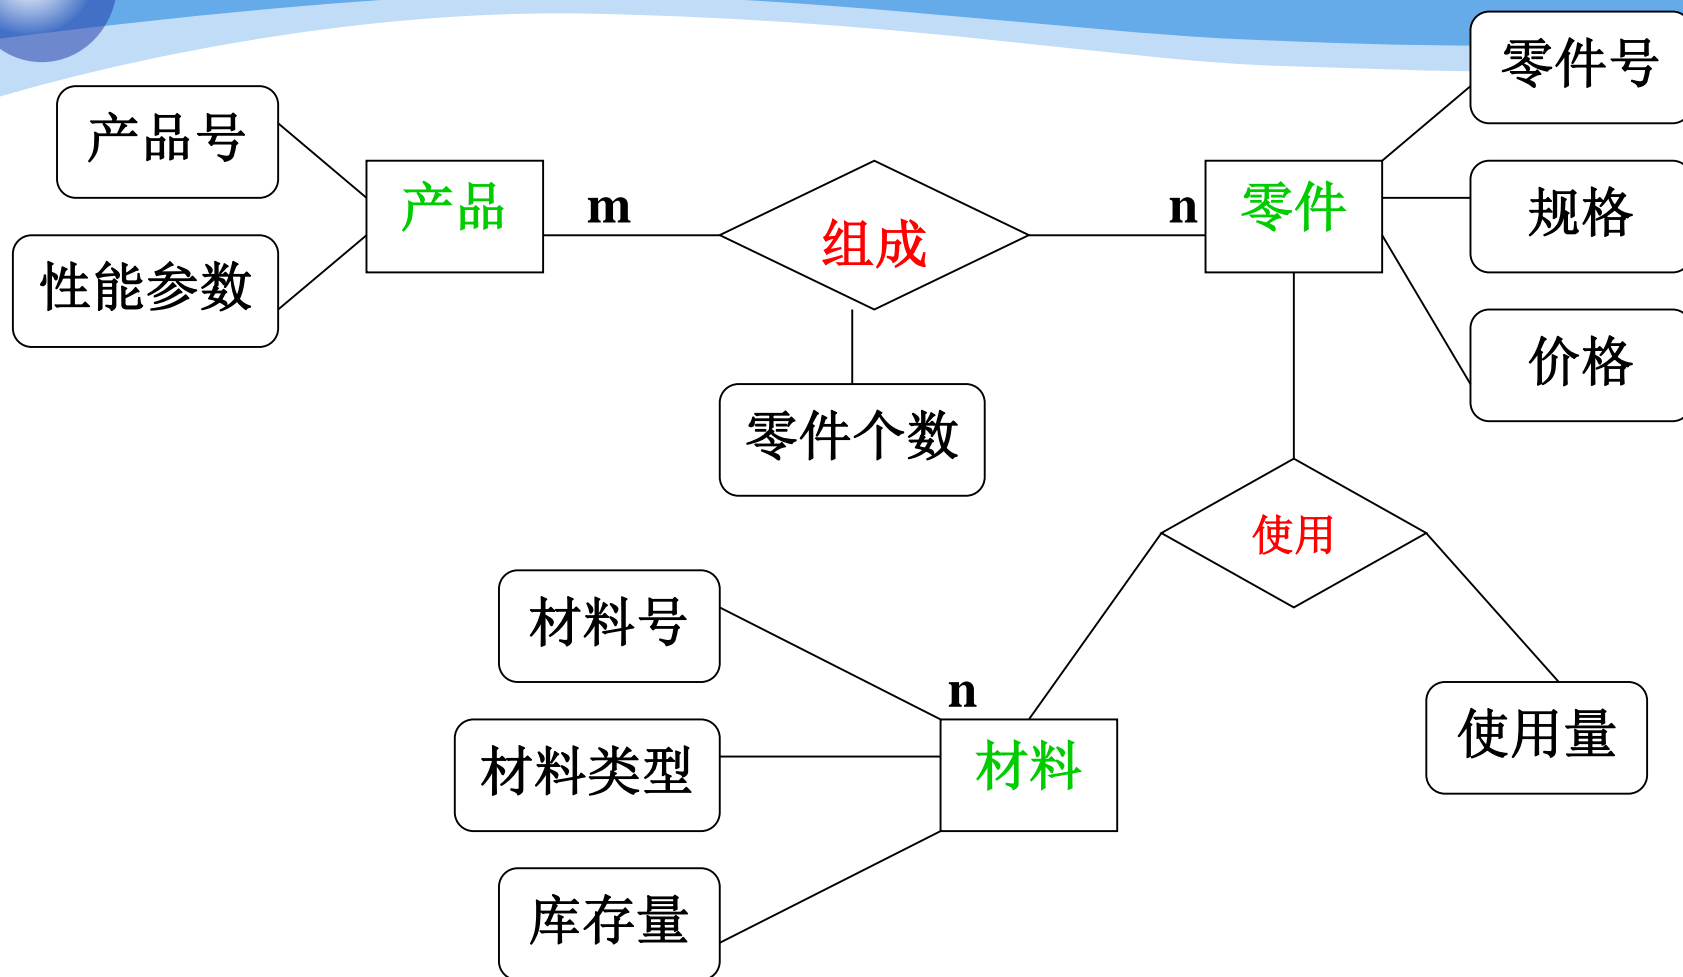 零件号
产品号
产品
m
组成
n
零件
规格
性能参数
价格
零件个数
使用
材料号
n
使用量
材料类型
材料
库存量